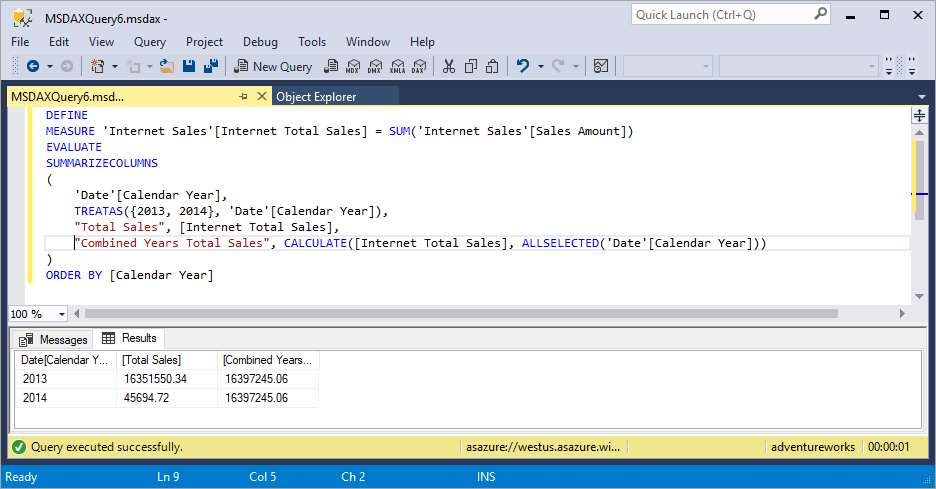 MSDAXQuery6.msdax -
Quick Launch (Ctrl+Q)
File Edit View Query Project Debug Tools Window Help
New Query MDX DMX XMLA DAX
MSDAXQuery6.msd... Object Explorer
DEFINE
MEASURE 'Internet Sales'[Internet Total Sales] = SUM('Internet Sales'[Sales Amount])
EVALUATE
SUMMARIZECOLUMNS
(
'Date'[Calendar Year],
TREATAS({2013, 2014}, 'Date'[Calendar Year]),
"Total Sales", [Internet Total Sales],
"Combined Years Total Sales", CALCULATE([Internet Total Sales], ALLSELECTED('Date'[Calendar Year]))
)
ORDER BY [Calendar Year]
100 %
Messages Results
Date[Calendar Y... [Total Sales] [Combined Years...
2013 16351550.34 16397245.06
2014 45694.72 16397245.06
Query executed successfully. asazure://westus.asazure.wi... adventureworks 00:00:01
Ready Ln 9 Col 5 Ch 2 INS